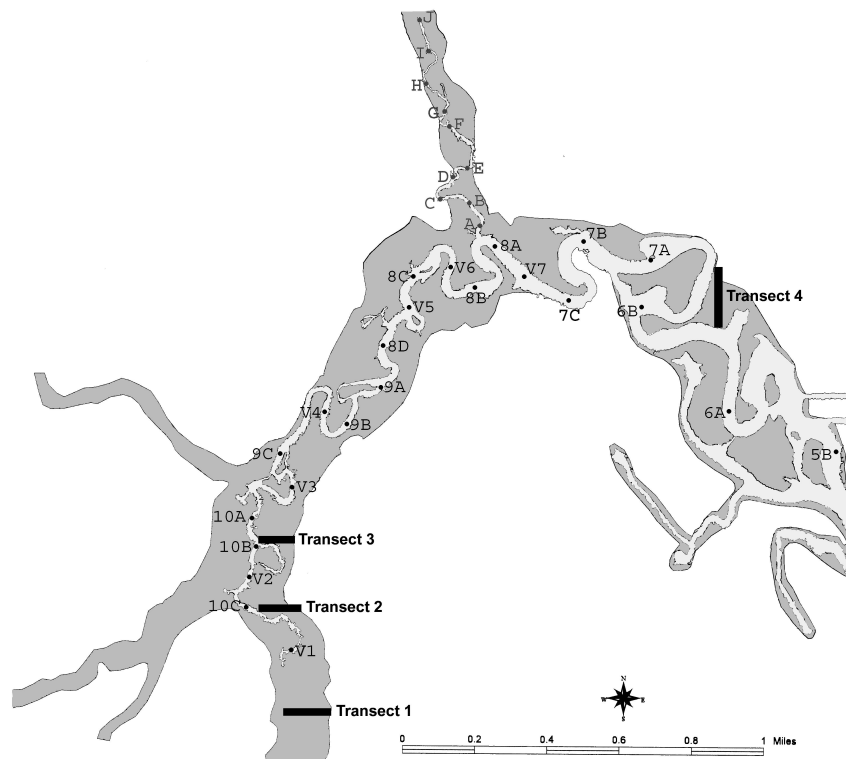 J
I
H
G
F
E
D
C
B
A
7B
8A
7A
V6
8C
V7
8B
Transect 4
7C
6B
V5
8D
9A
V4
6A
9B
9C
5B
V3
10A
Transect 3
10B
V2
10C
Transect 2
V1
N
W E
S
Transect 1
0 0.2 0.4 0.6 0.8 1 Miles